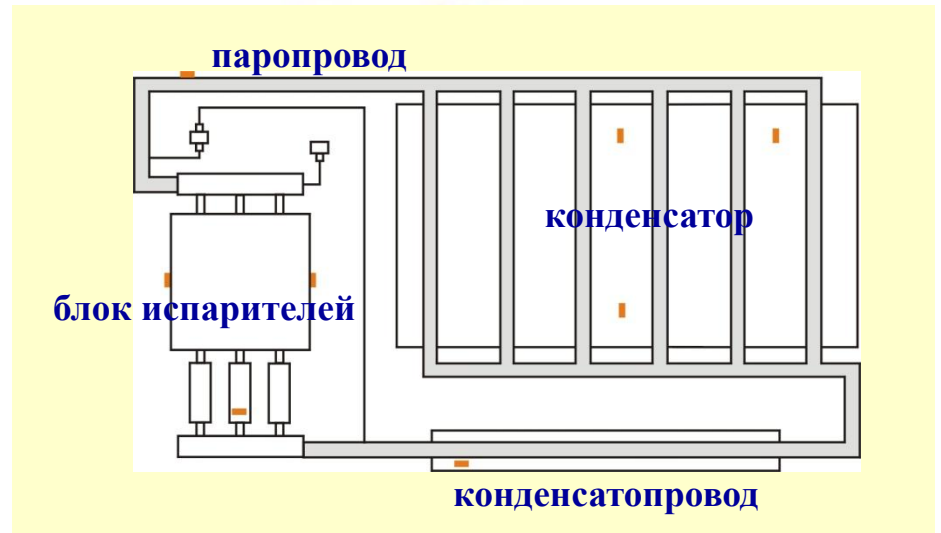 паропровод
конденсатор
блок испарителей
конденсатопровод